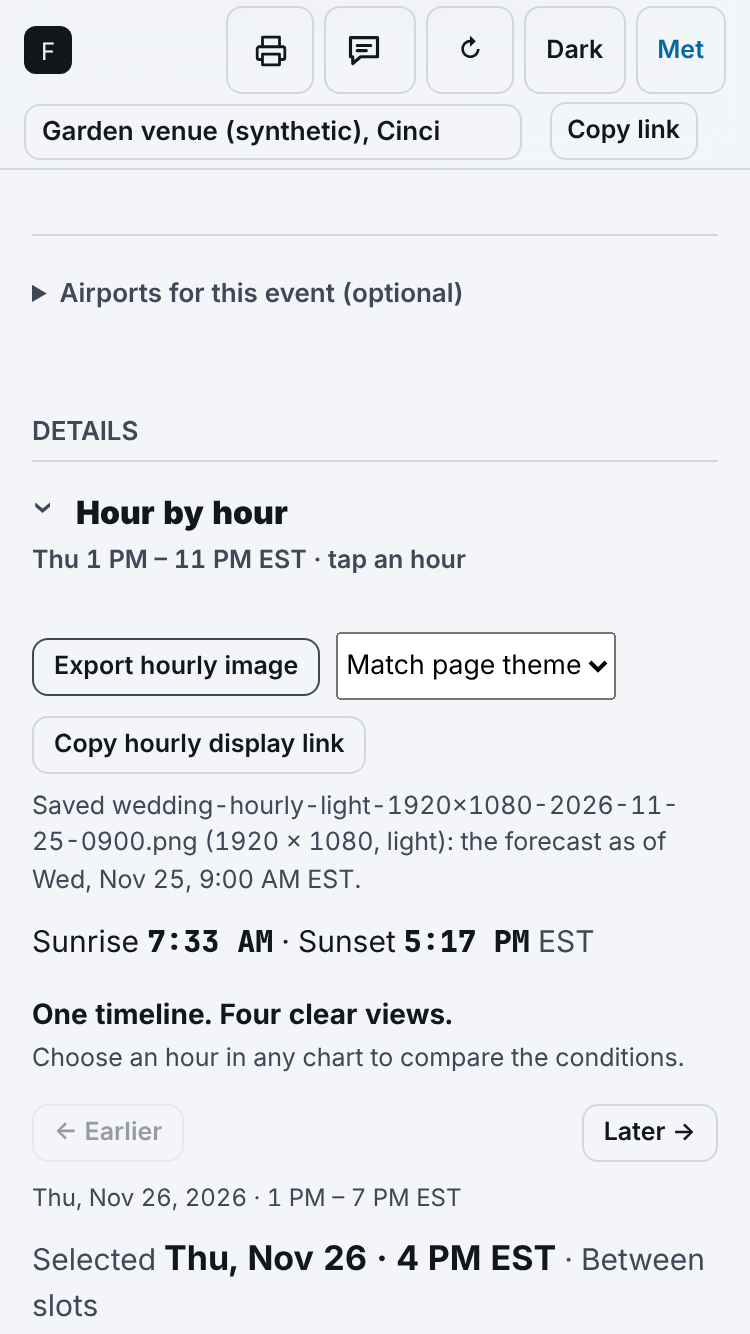 F
Dark
Met
Garden venue (synthetic), Cinci
Copy link
Airports for this event (optional)
DETAILS
Hour by hour
Thu 1 PM – 11 PM EST · tap an hour
Export hourly image
Match page theme
Copy hourly display link
Saved wedding-hourly-light-1920×1080-2026-11-
25-0900.png (1920 × 1080, light): the forecast as of
Wed, Nov 25, 9:00 AM EST.
Sunrise 7:33 AM · Sunset 5:17 PM EST
One timeline. Four clear views.
Choose an hour in any chart to compare the conditions.
← Earlier
Later →
Thu, Nov 26, 2026 · 1 PM – 7 PM EST
Selected Thu, Nov 26 · 4 PM EST · Between
slots